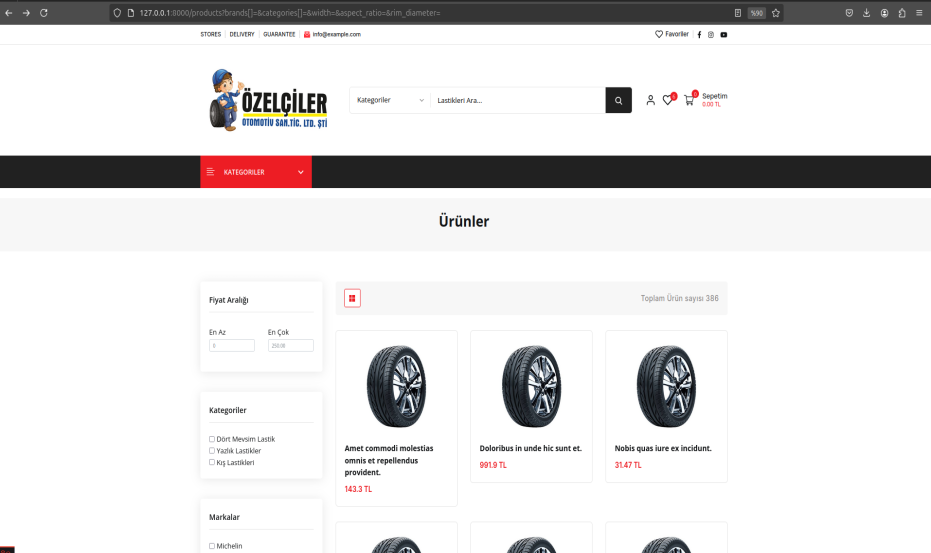 127.0.0.1:8000/products?brands[]=&categories[]=&width=&aspect_ratio=&rim_diameter=
%90
STORES DELIVERY GUARANTEE info@example.com
Favoriler
ÖZELÇİLER
OTOMOTİV SAN.TİC. LTD. ŞTİ
Kategoriler
Lastikleri Ara...
0
0
Sepetim
0.00 TL
KATEGORILER
Ürünler
Fiyat Aralığı
En Az
En Çok
0
Kategoriler
Dört Mevsim Lastik
Yazlık Lastikler
Kış Lastikleri
Markalar
Michelin
Toplam Ürün sayısı 386
Amet commodi molestias
omnis et repellendus
provident.
143.3 TL
Doloribus in unde hic sunt et.
991.9 TL
Nobis quas iure ex incidunt.
31.47 TL